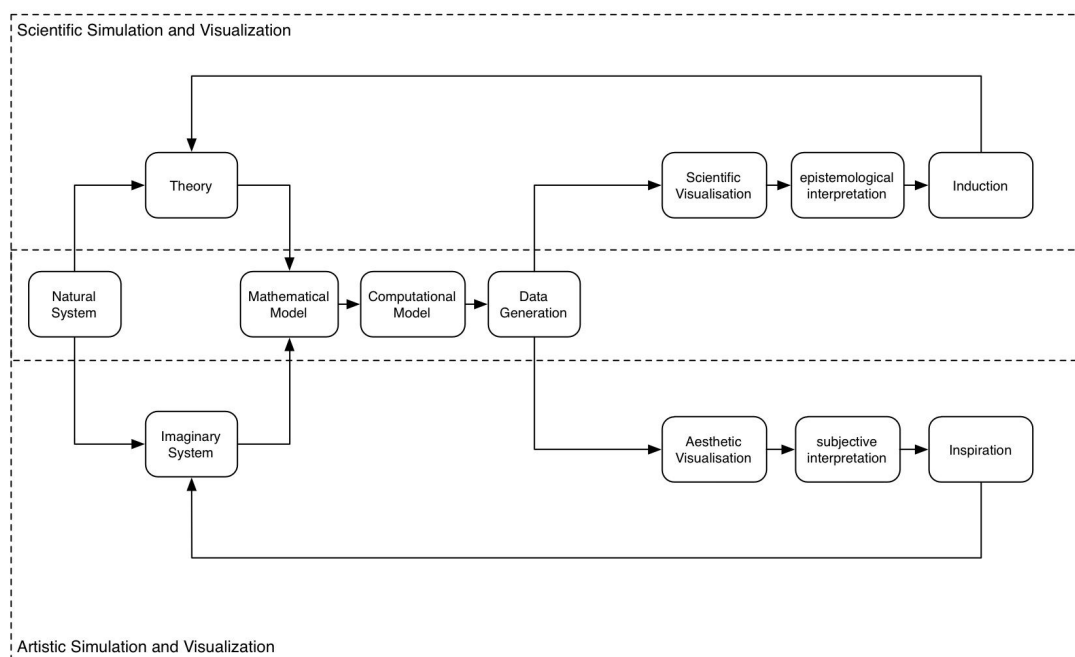 Scientific Simulation and Visualization
Theory
Scientific
Visualisation
epistemological
interpretation
Induction
Natural
System
Mathematical
Model
Computational
Model
Data
Generation
Imaginary
System
Aesthetic
Visualisation
subjective
interpretation
Inspiration
Artistic Simulation and Visualization